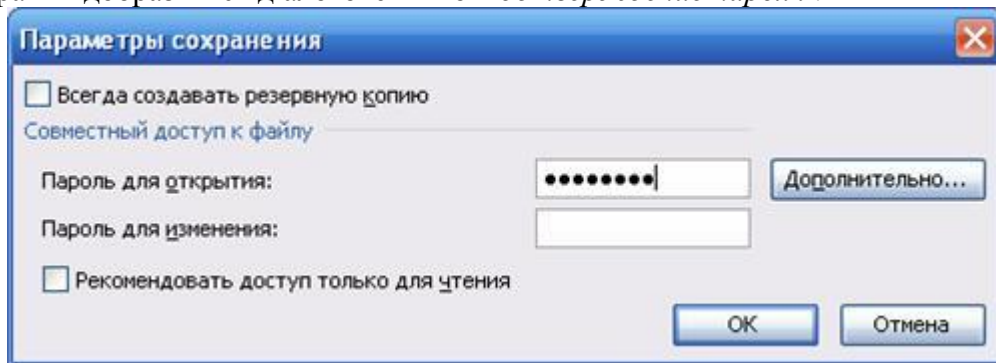 Параметры сохранения
Всегда создавать резервную копию
Совместный доступ к файлу
Пароль для открытия: ●●●●●●●● Дополнительно...
Пароль для изменения:
Рекомендовать доступ только для чтения
ОК Отмена